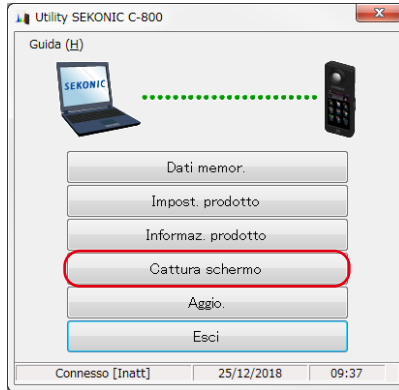 Utility SEKONIC C-800
Guida (H)
SEKONIC
Dati memor.
Impost. prodotto
Informaz. prodotto
Cattura schermo
Aggio.
Esci
Connesso [Inatt] 25/12/2018 09:37